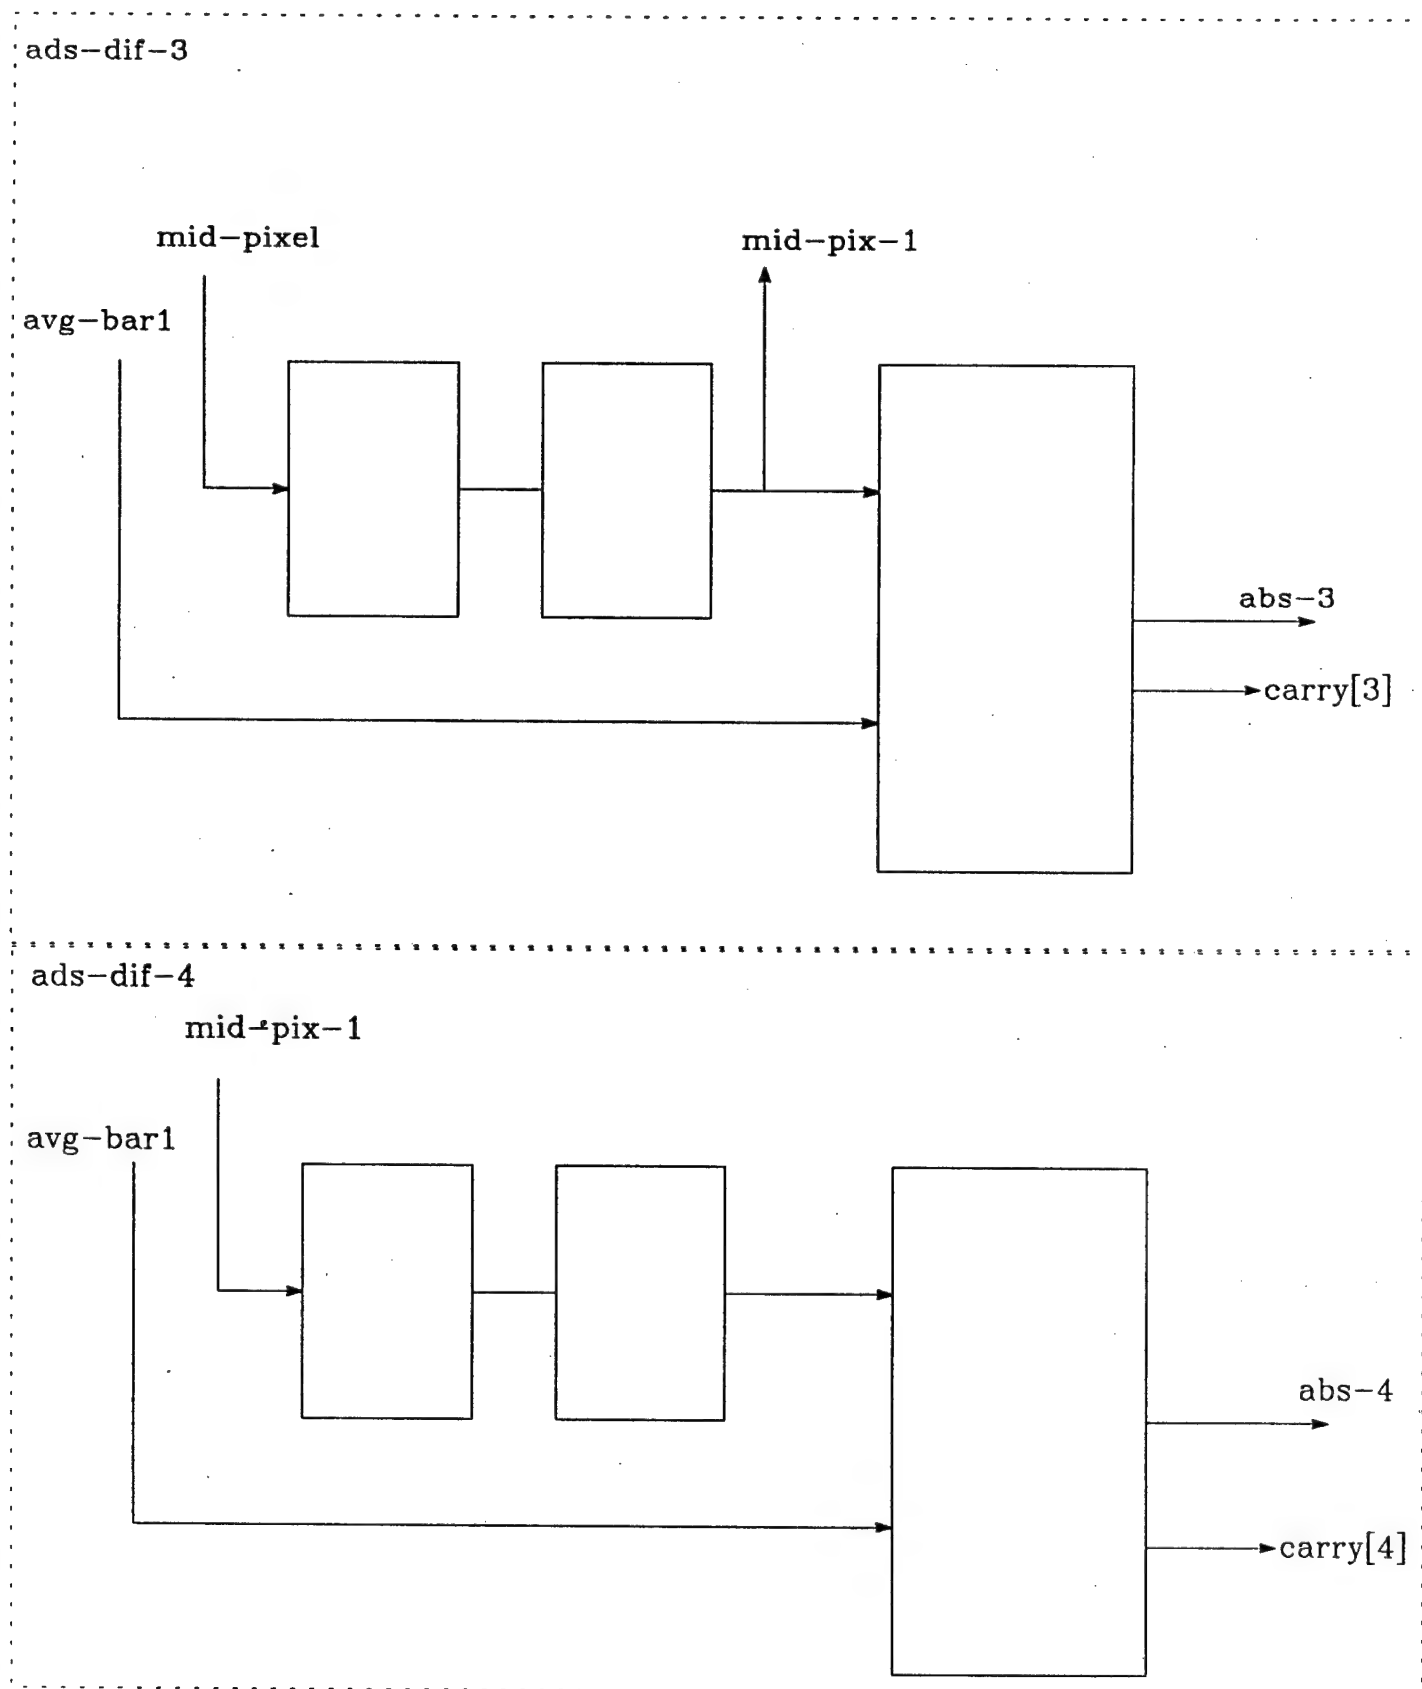 ads-dif-3
mid-pixel
mid-pix-1
avg-bar1
abs-3
carry[3]
ads-dif-4
mid-pix-1
avg-bar1
abs-4
carry[4]